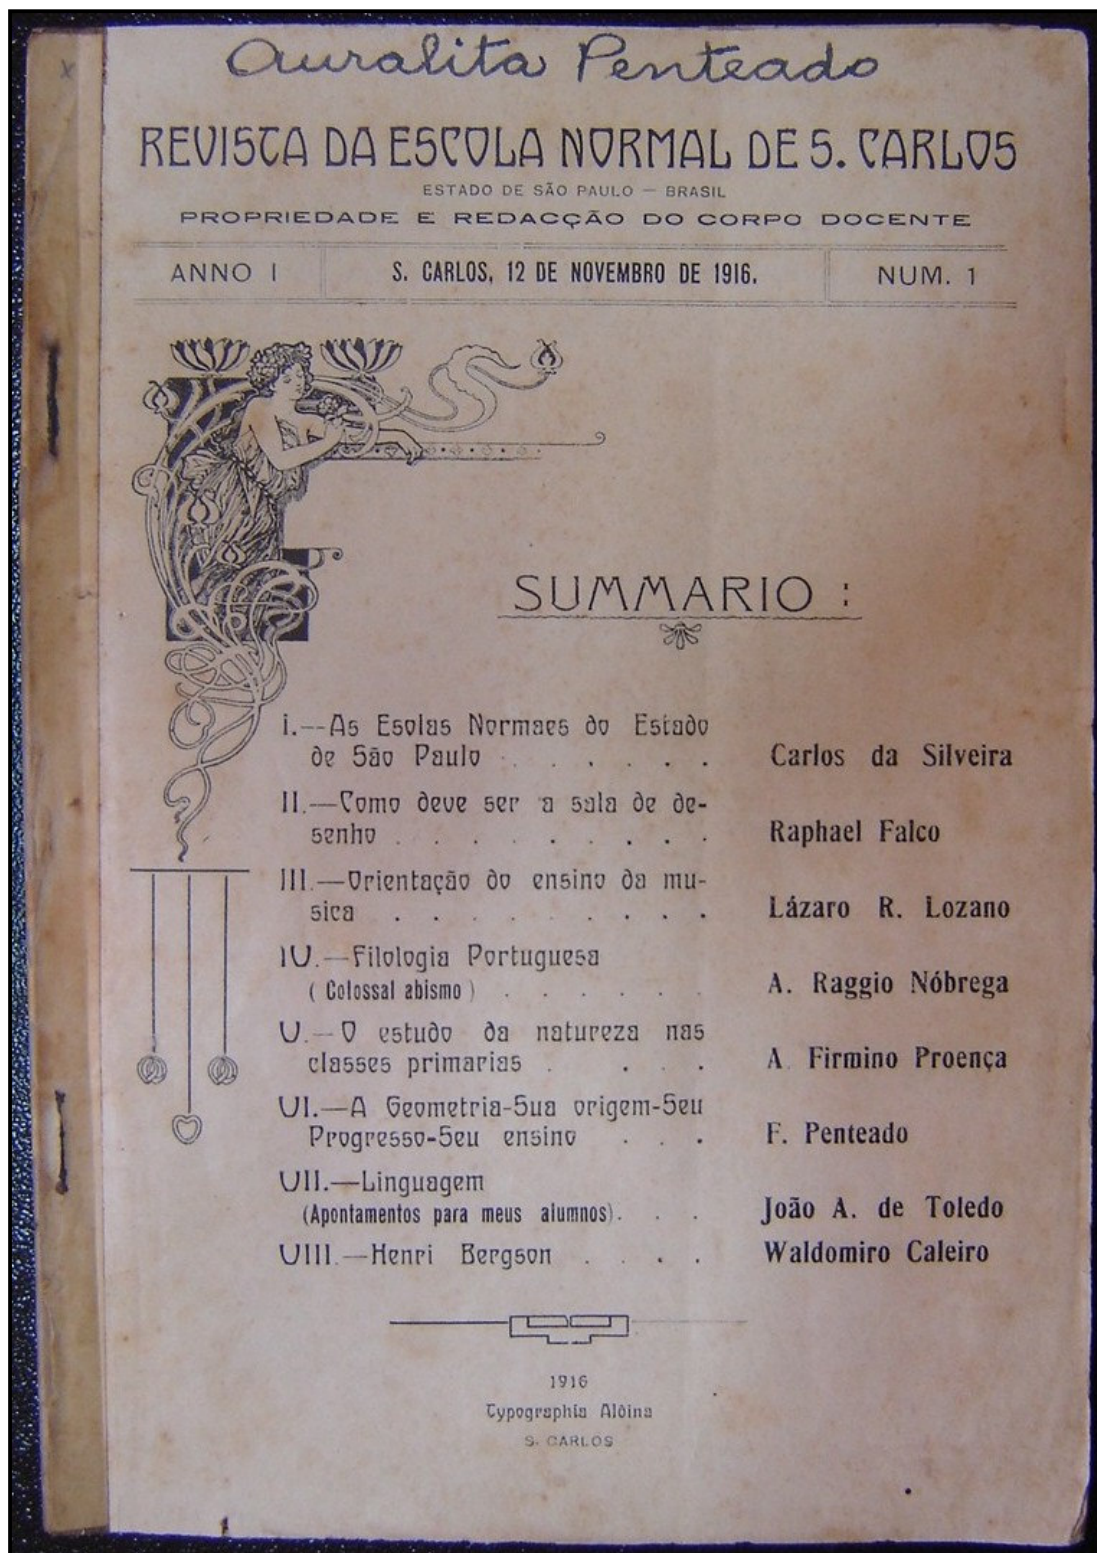 Auralita Penteado
REVISTA DA ESCOLA NORMAL DE S. CARLOS
ESTADO DE SÃO PAULO — BRASIL
PROPRIEDADE E REDACÇÃO DO CORPO DOCENTE
ANNO I S. CARLOS, 12 DE NOVEMBRO DE 1916. NUM. 1
SUMMARIO :
I.--As Esolas Normaes do Estado
de São Paulo . . . . . . Carlos da Silveira
II.—Como deve ser a sala de de-
senho . . . . . . . . . Raphael Falco
III.—Orientação do ensino da mu-
sica . . . . . . . . . Lázaro R. Lozano
IV.—Filologia Portuguesa
( Colossal abismo ) . . . . . . A. Raggio Nóbrega
V.—O estudo da natureza nas
classes primarias . . . . A. Firmino Proença
VI.—A Geometria-Sua origem-Seu
Progresso-Seu ensino . . . F. Penteado
VII.—Linguagem
(Apontamentos para meus alumnos). . . João A. de Toledo
VIII.—Henri Bergson . . . . Waldomiro Caleiro
1916
Typographia Aldina
S. CARLOS